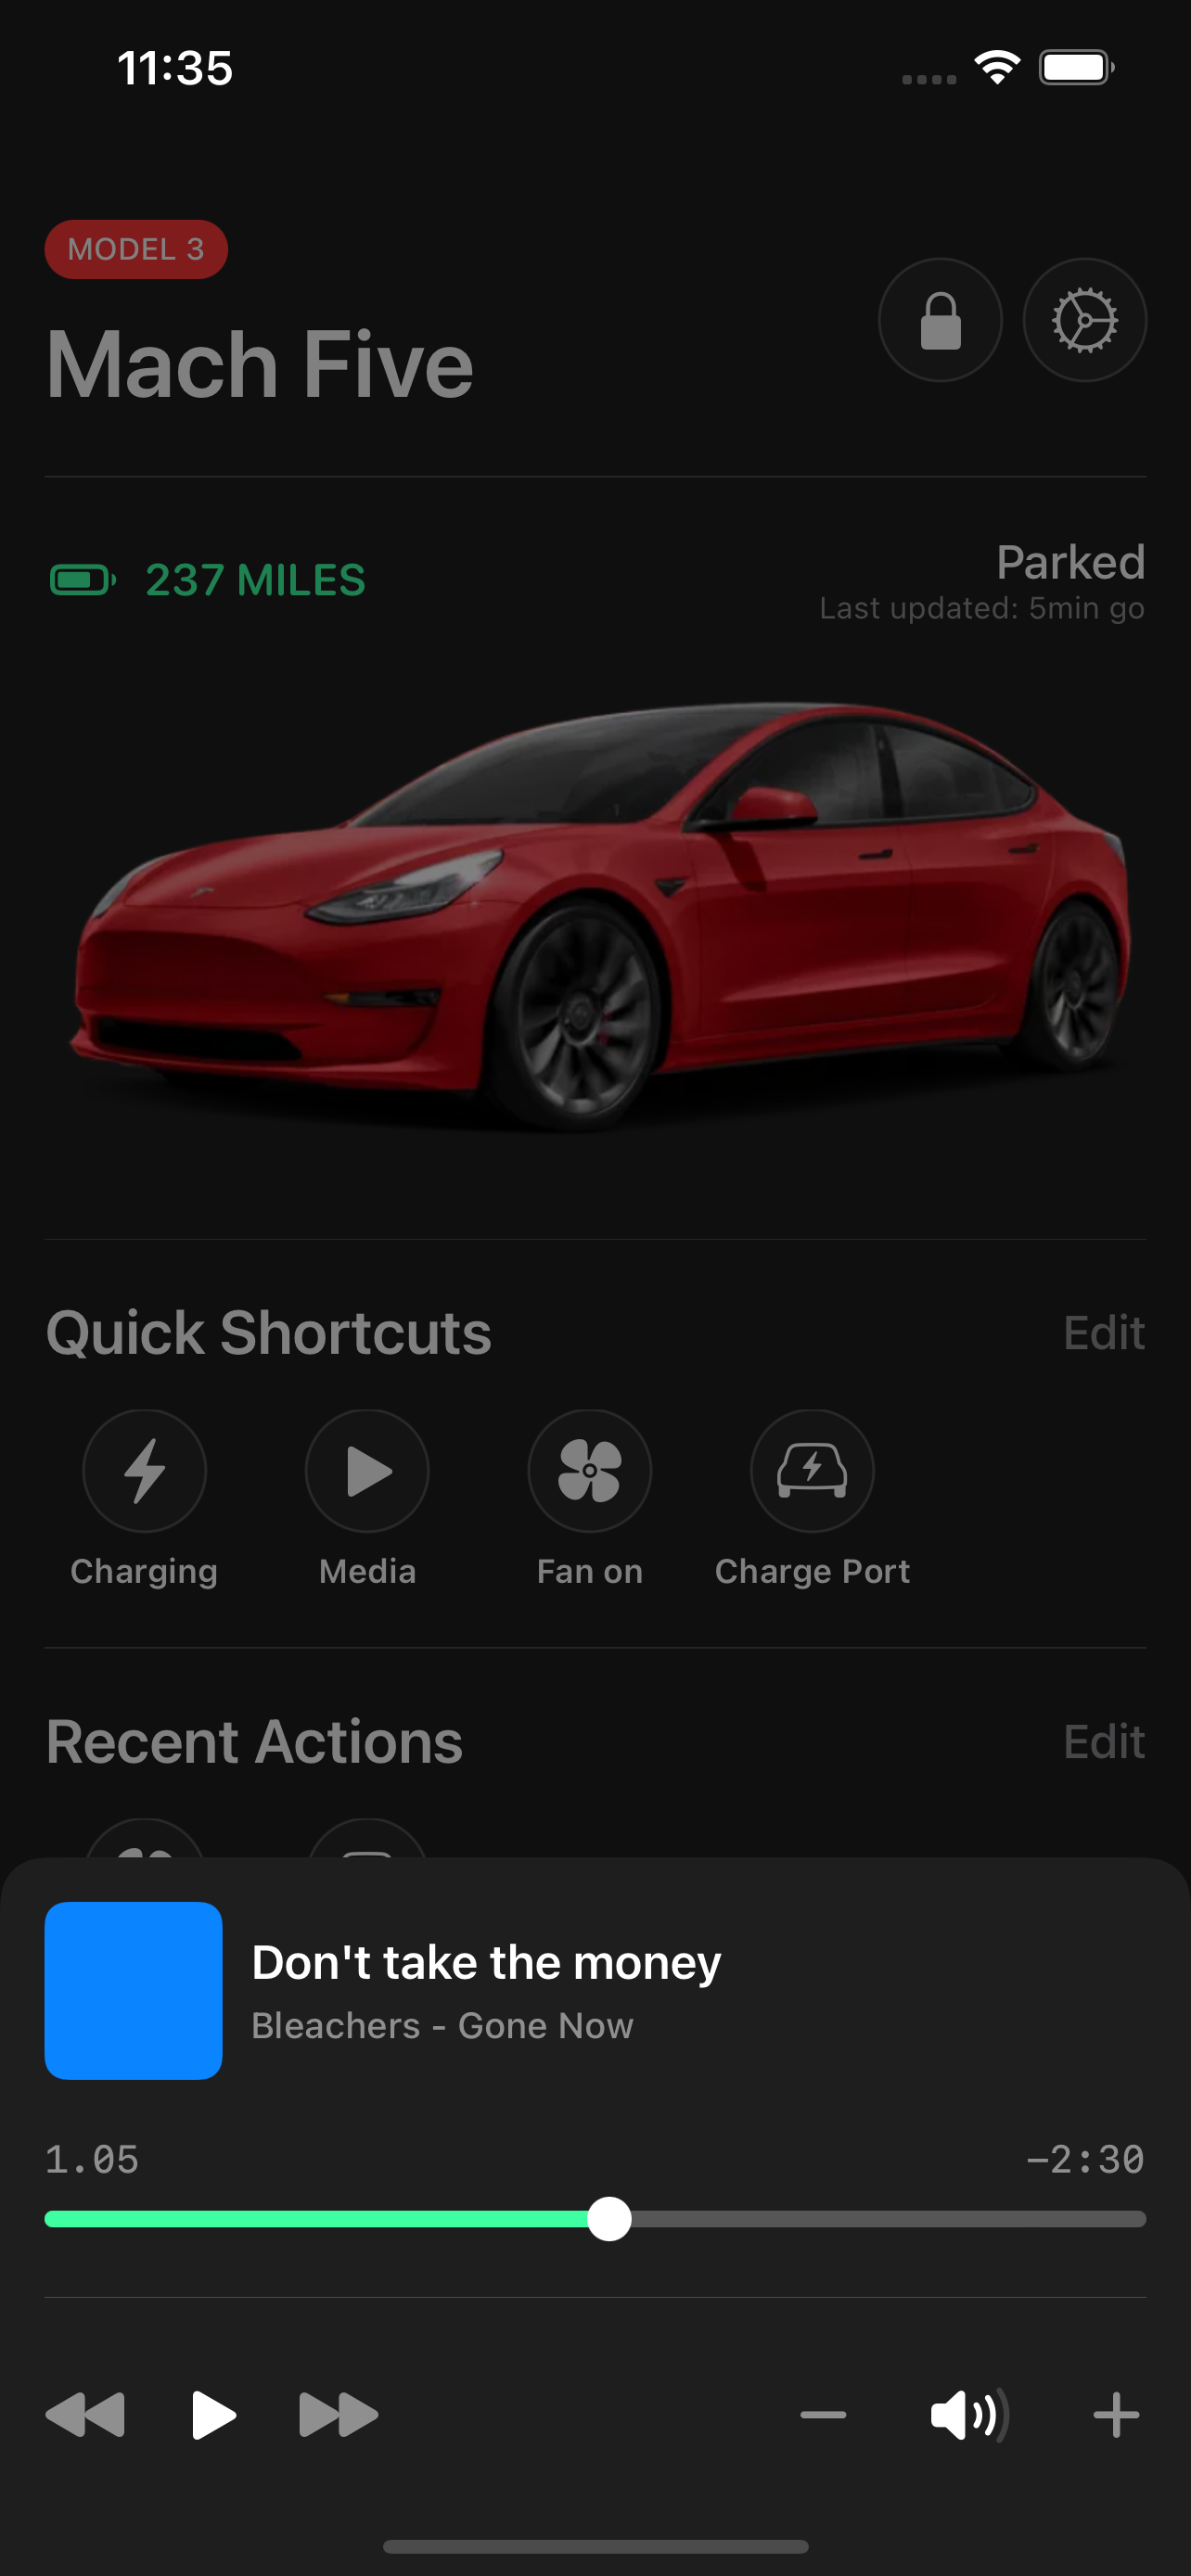 11:35
MODEL 3
Mach Five
237 MILES
Parked
Last updated: 5min go
Quick Shortcuts
Edit
Charging
Media
Fan on
Charge Port
Recent Actions
Edit
Don't take the money
Bleachers - Gone Now
1.05
–2:30